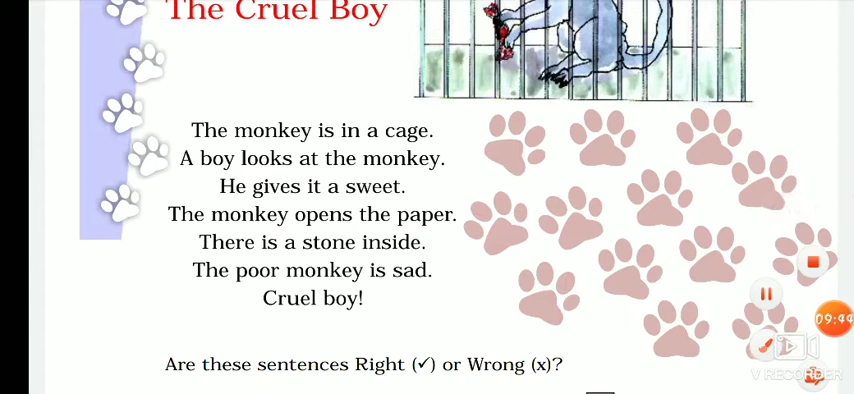 The Cruel Boy
The monkey is in a cage.
A boy looks at the monkey.
He gives it a sweet.
The monkey opens the paper.
There is a stone inside.
The poor monkey is sad.
Cruel boy!
Are these sentences Right (✓) or Wrong (x)?
09:44
V RECORDER